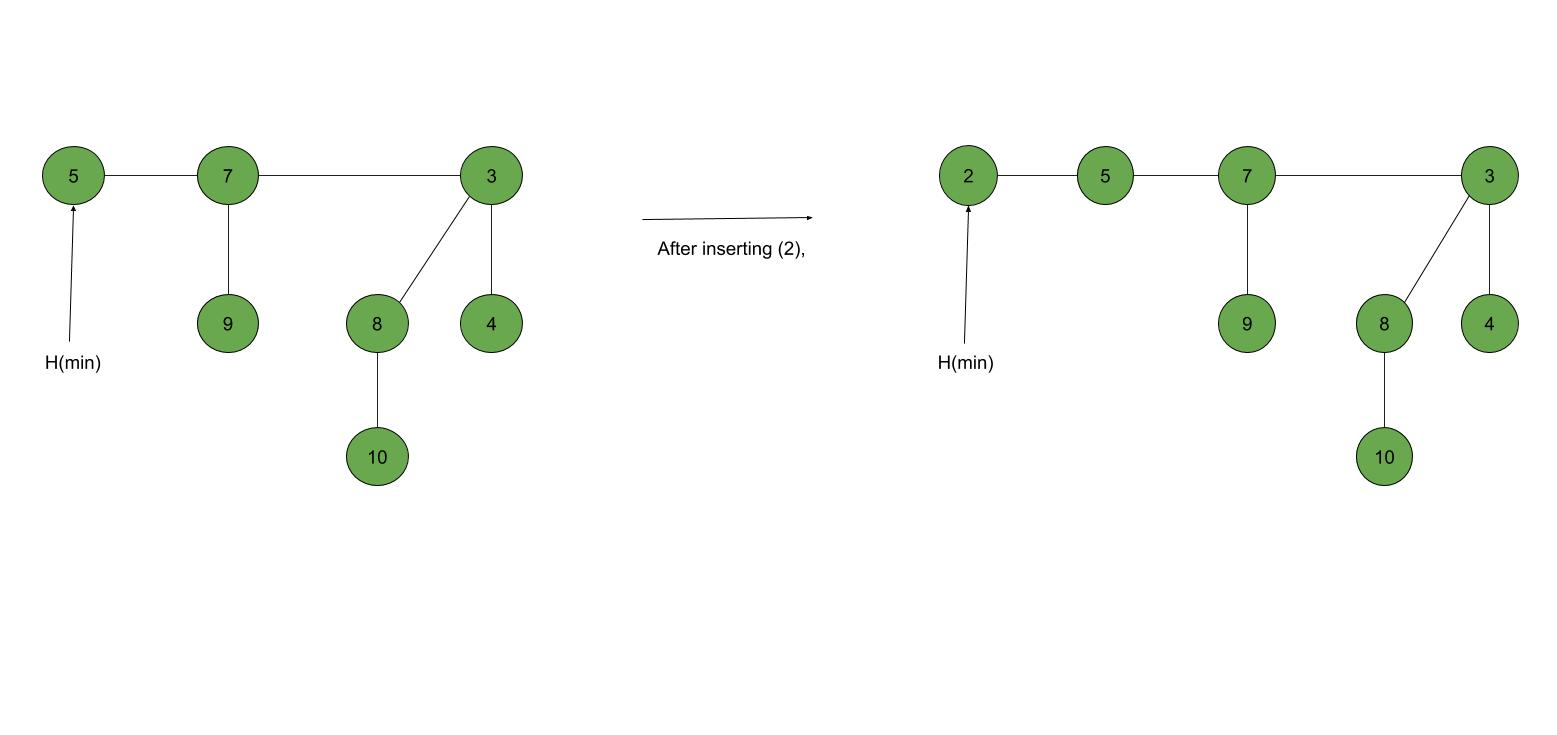 5 7 3 2 5 7 3
After inserting (2),
9 8 4 9 8 4
H(min) H(min)
10 10